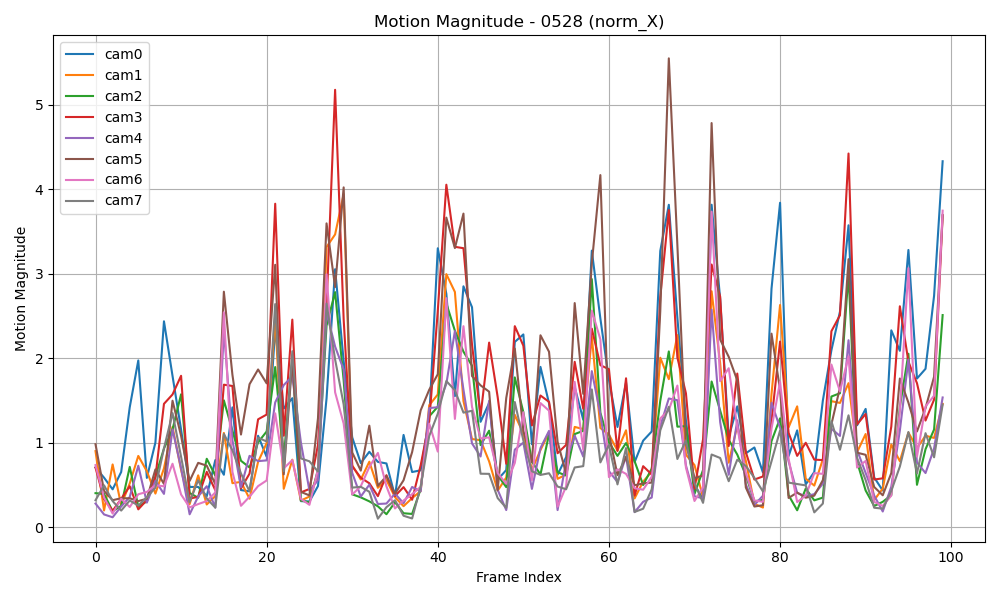 Motion Magnitude - 0528 (norm_X)
cam0
cam1
cam2
cam3
cam4
cam5
cam6
cam7
Motion Magnitude
5
4
3
2
1
0
0 20 40 60 80 100
Frame Index